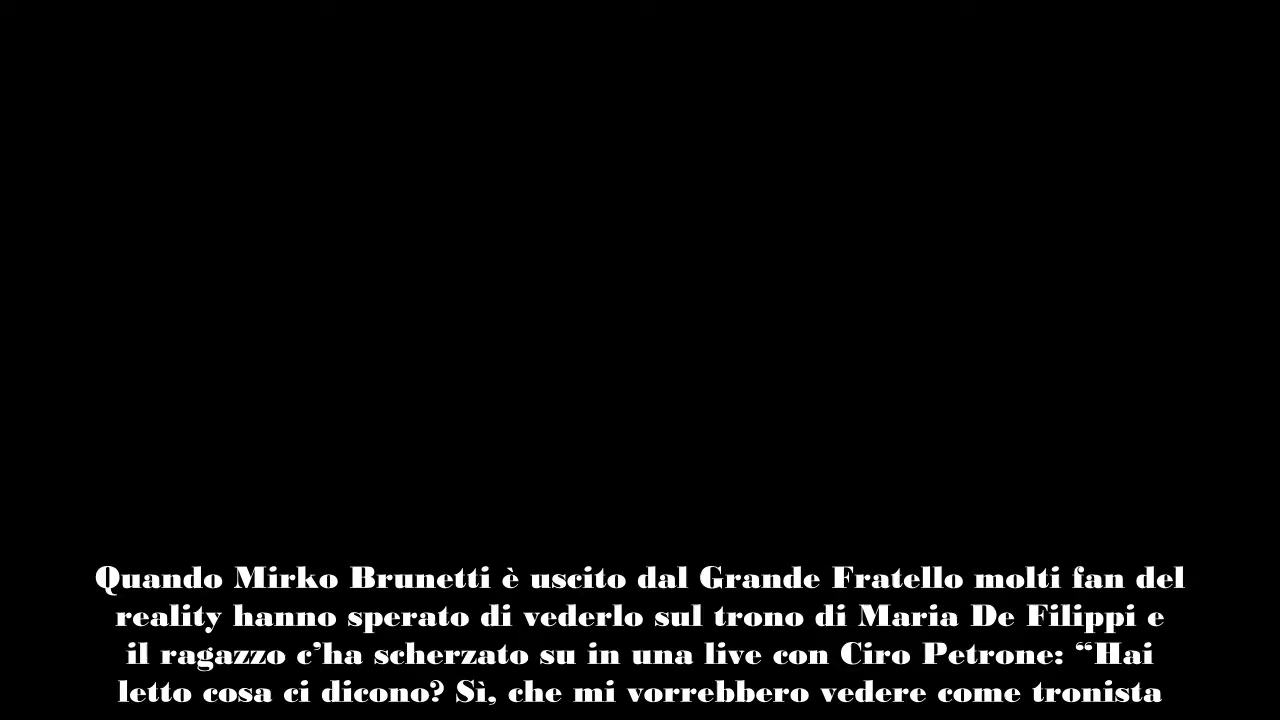 Quando Mirko Brunetti è uscito dal Grande Fratello molti fan del
reality hanno sperato di vederlo sul trono di Maria De Filippi e
il ragazzo c’ha scherzato su in una live con Ciro Petrone: “Hai
letto cosa ci dicono? Sì, che mi vorrebbero vedere come tronista